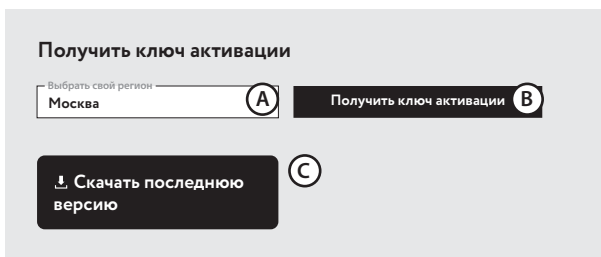 Получить ключ активации
Выбрать свой регион
Москва
A
Получить ключ активации
B
Скачать последнюю
версию
C